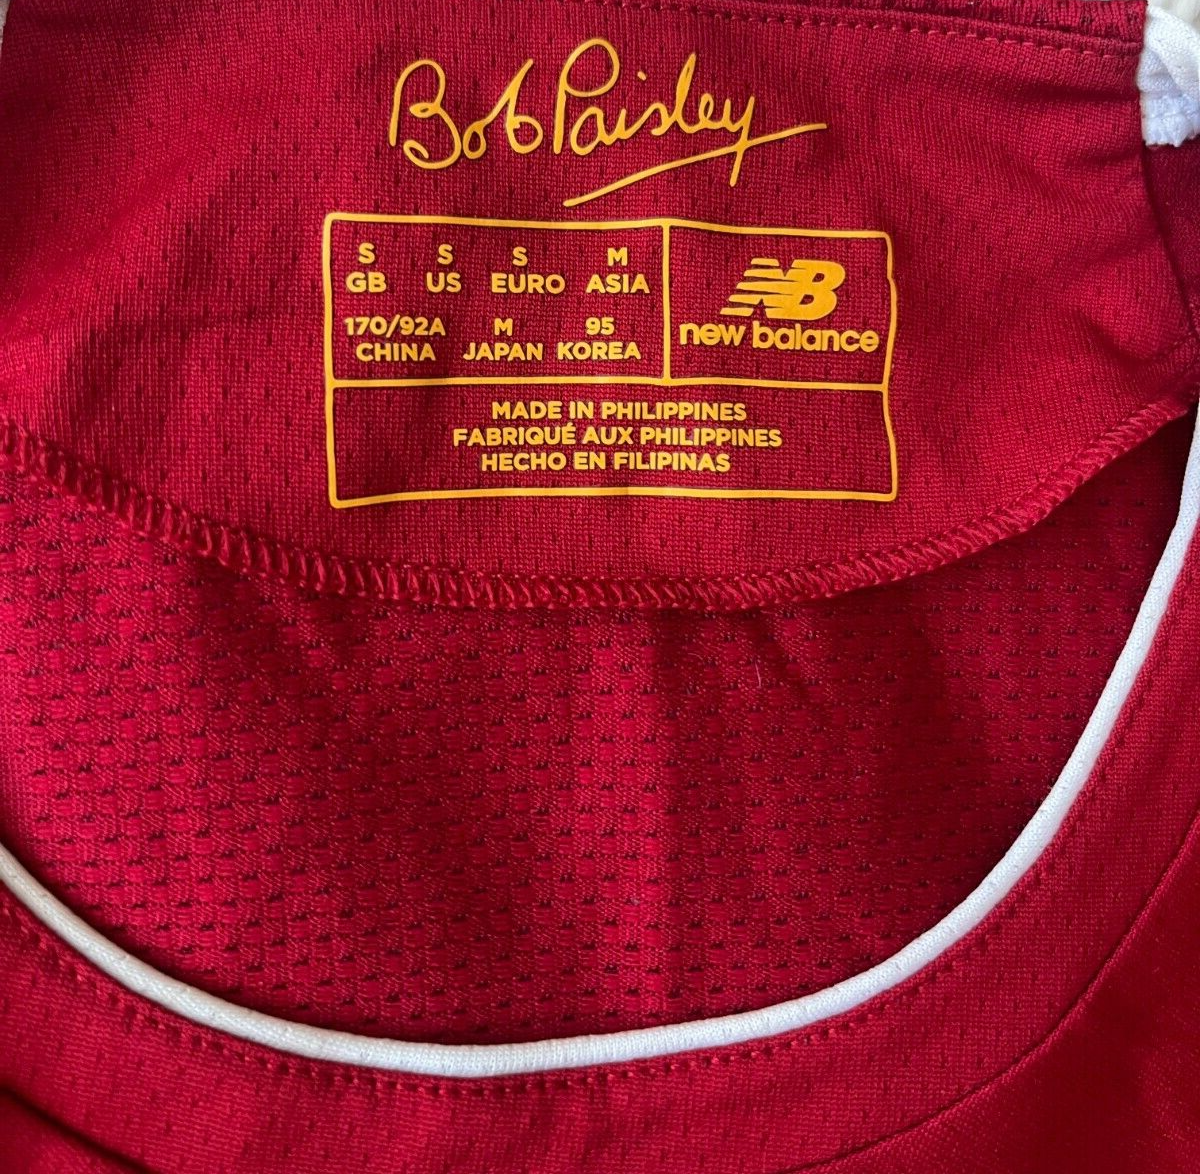 Bob Paisley
S S S M
GB US EURO ASIA
170/92A M 95
CHINA JAPAN KOREA
NB
new balance
MADE IN PHILIPPINES
FABRIQUÉ AUX PHILIPPINES
HECHO EN FILIPINAS